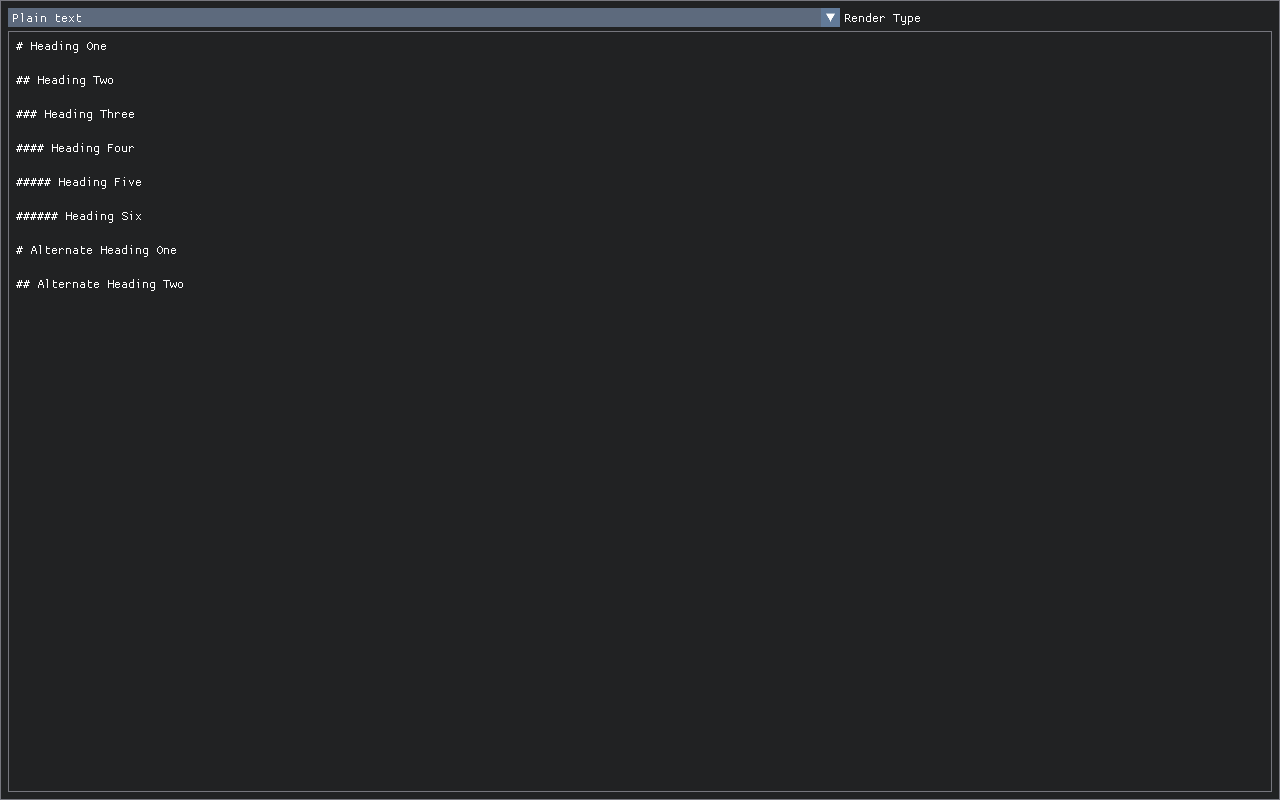 Plain text Render Type
# Heading One
## Heading Two
### Heading Three
#### Heading Four
##### Heading Five
###### Heading Six
# Alternate Heading One
## Alternate Heading Two